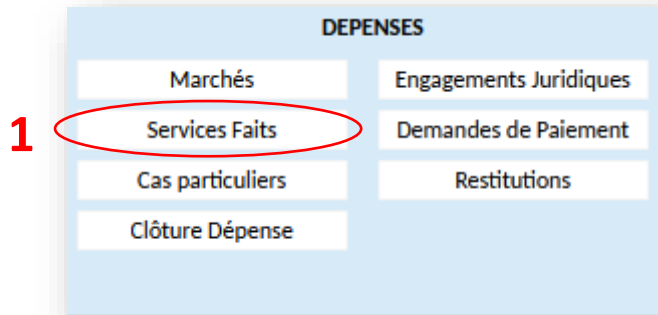 DEPENSES
Marchés
Engagements Juridiques
1
Services Faits
Demandes de Paiement
Cas particuliers
Restitutions
Clôture Dépense